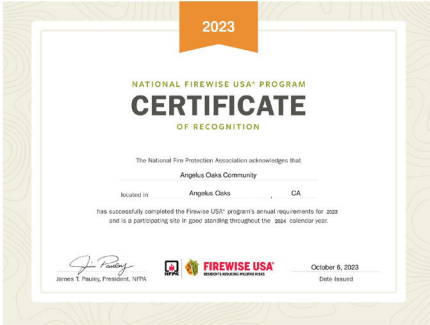 2023
NATIONAL FIREWISE USA® PROGRAM
CERTIFICATE
OF RECOGNITION
The National Fire Protection Association acknowledges that
Angelus Oaks Community
located in Angelus Oaks , CA
has successfully completed the Firewise USA® program's annual requirements for 2023
and is a participating site in good standing throughout the 2024 calendar year.
Jim Pauley
NFPA
FIREWISE USA®
RESIDENTS REDUCING WILDFIRE RISKS
October 6, 2023
James T. Pauley, President, NFPA
Date Issued